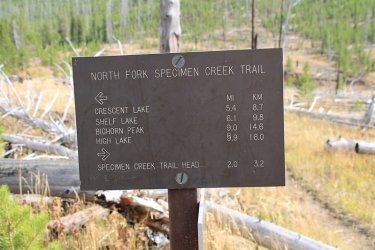 NORTH FORK SPECIMEN CREEK TRAIL
MI KM
CRESCENT LAKE 5.4 8.7
SHELF LAKE 6.1 9.8
BIGHORN PEAK 9.0 14.6
HIGH LAKE 9.9 16.0
SPECIMEN CREEK TRAIL HEAD 2.0 3.2